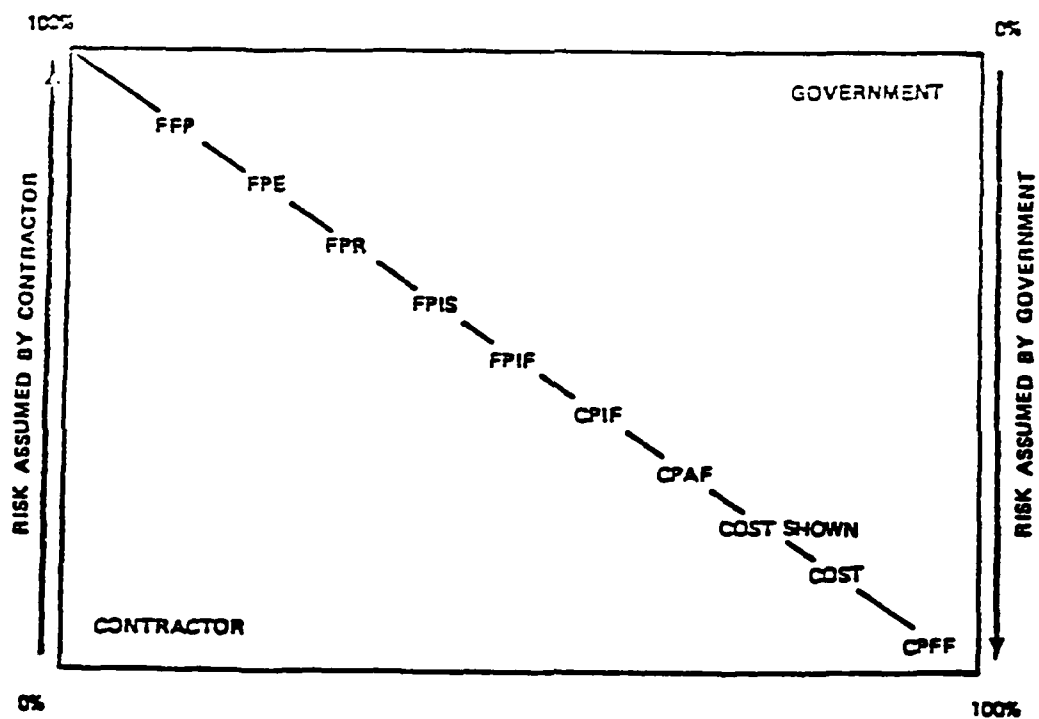 100%
0%
GOVERNMENT
FFP
FPE
FPR
FPIS
FPIF
CPIF
CPAF
COST SHOWN
COST
CPFF
CONTRACTOR
RISK ASSUMED BY CONTRACTOR
RISK ASSUMED BY GOVERNMENT
0%
100%